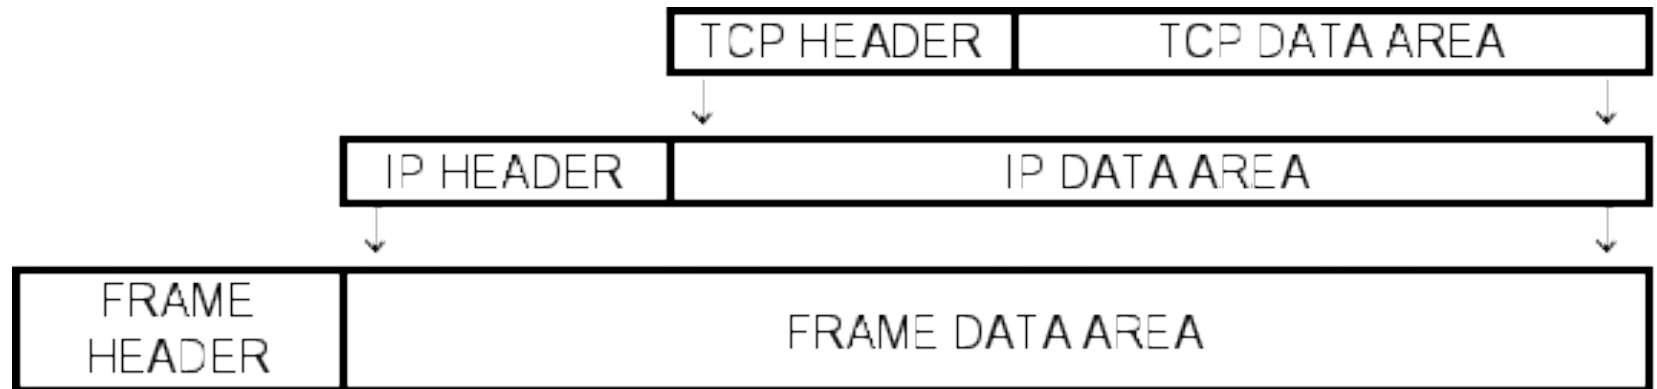 TCP HEADER
TCP DATA AREA
IP HEADER
IP DATA AREA
FRAME
HEADER
FRAME DATA AREA